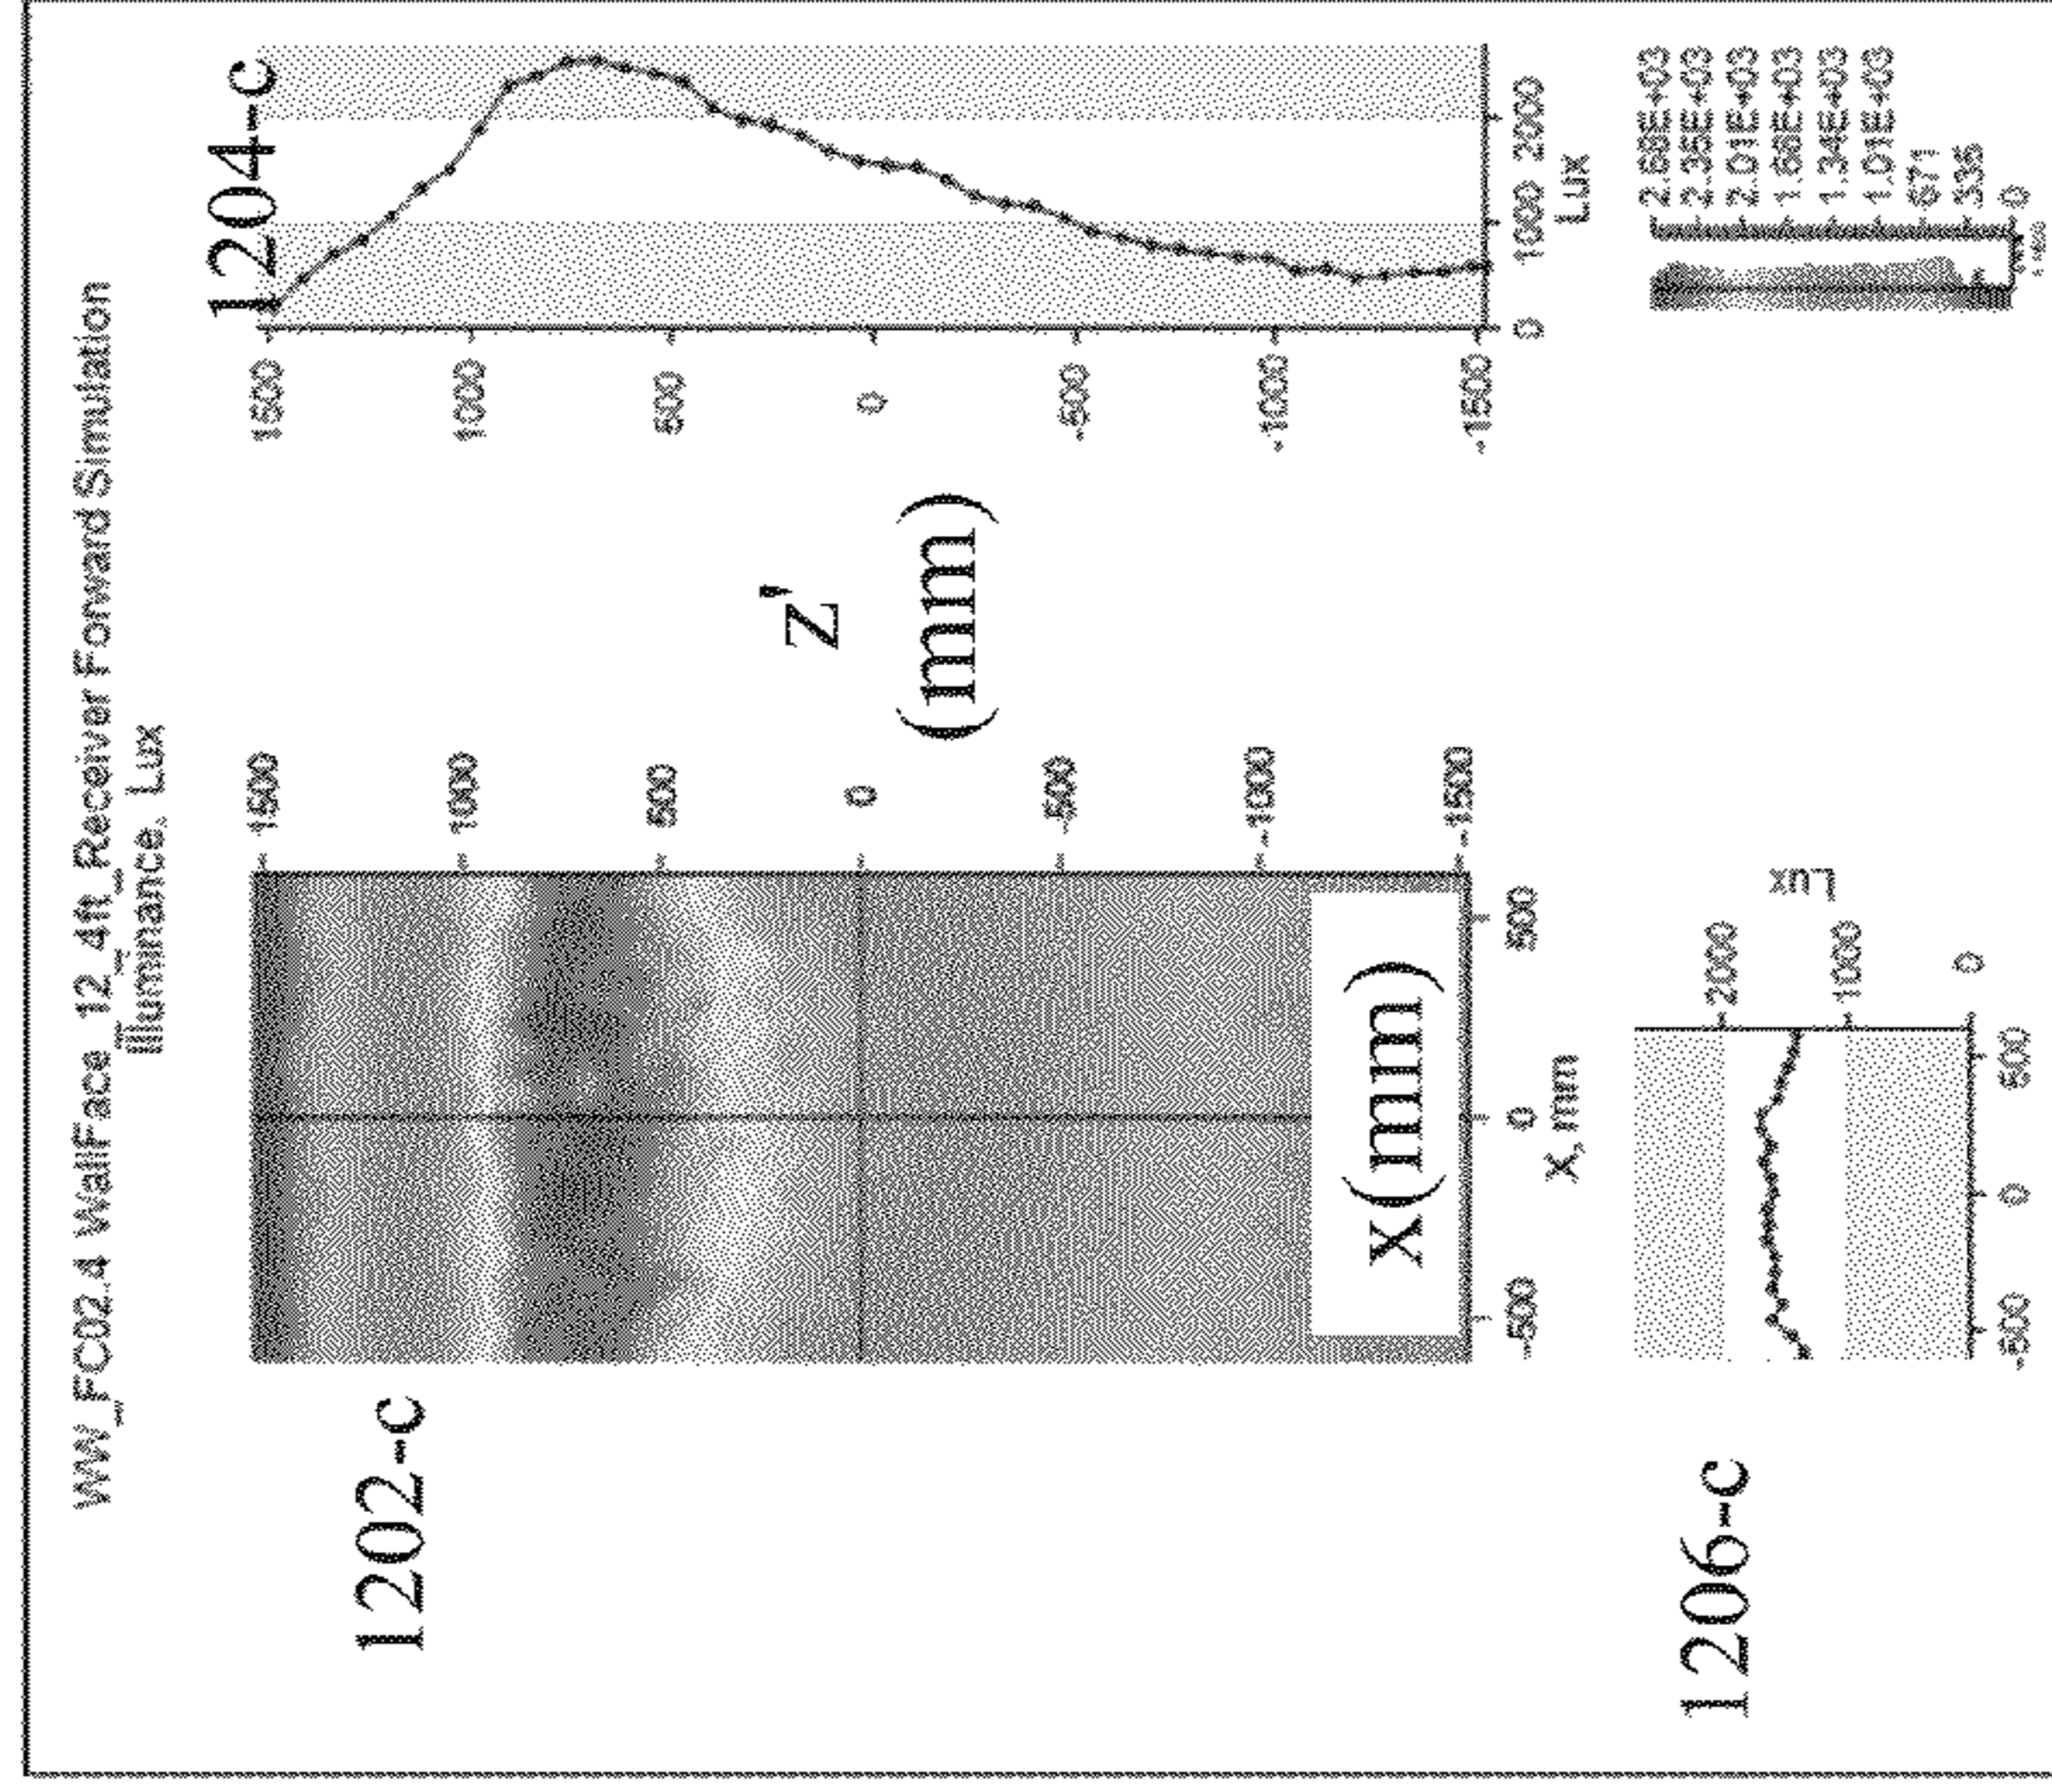 WW_FC02.4 WallFace_12_4ft_Receiver Forward Simulation
Illuminance, Lux
1202-c
1500
1000
500
0
-500
-1000
-1500
-500
0
500
X, mm
x(mm)
z'
(mm)
1204-c
1500
1000
500
0
-500
-1000
-1500
0
1000
2000
Lux
1206-c
2000
1000
0
Lux
-500
0
500
2.68E+03
2.35E+03
2.01E+03
1.68E+03
1.34E+03
1.01E+03
671
335
0